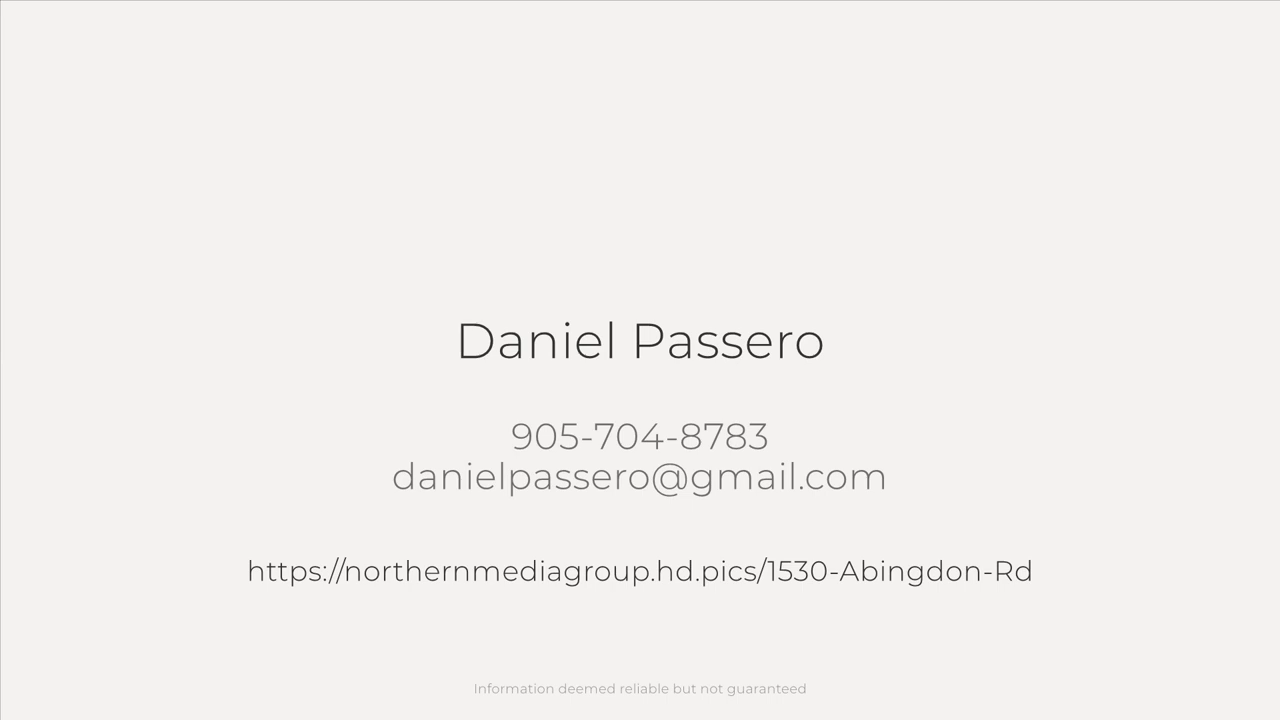 Daniel Passero
905-704-8783
danielpassero@gmail.com
https://northernmediagroup.hd.pics/1530-Abingdon-Rd
Information deemed reliable but not guaranteed